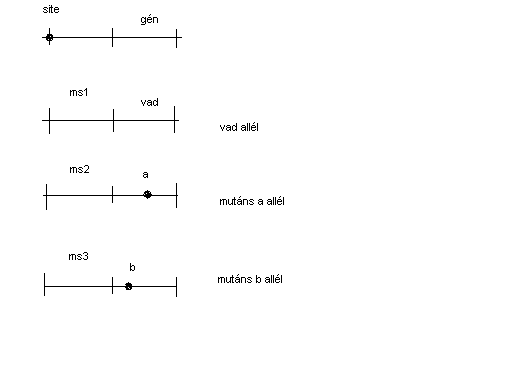 site
gén
ms1
vad
vad allél
ms2
a
mutáns a allél
ms3
b
mutáns b allél